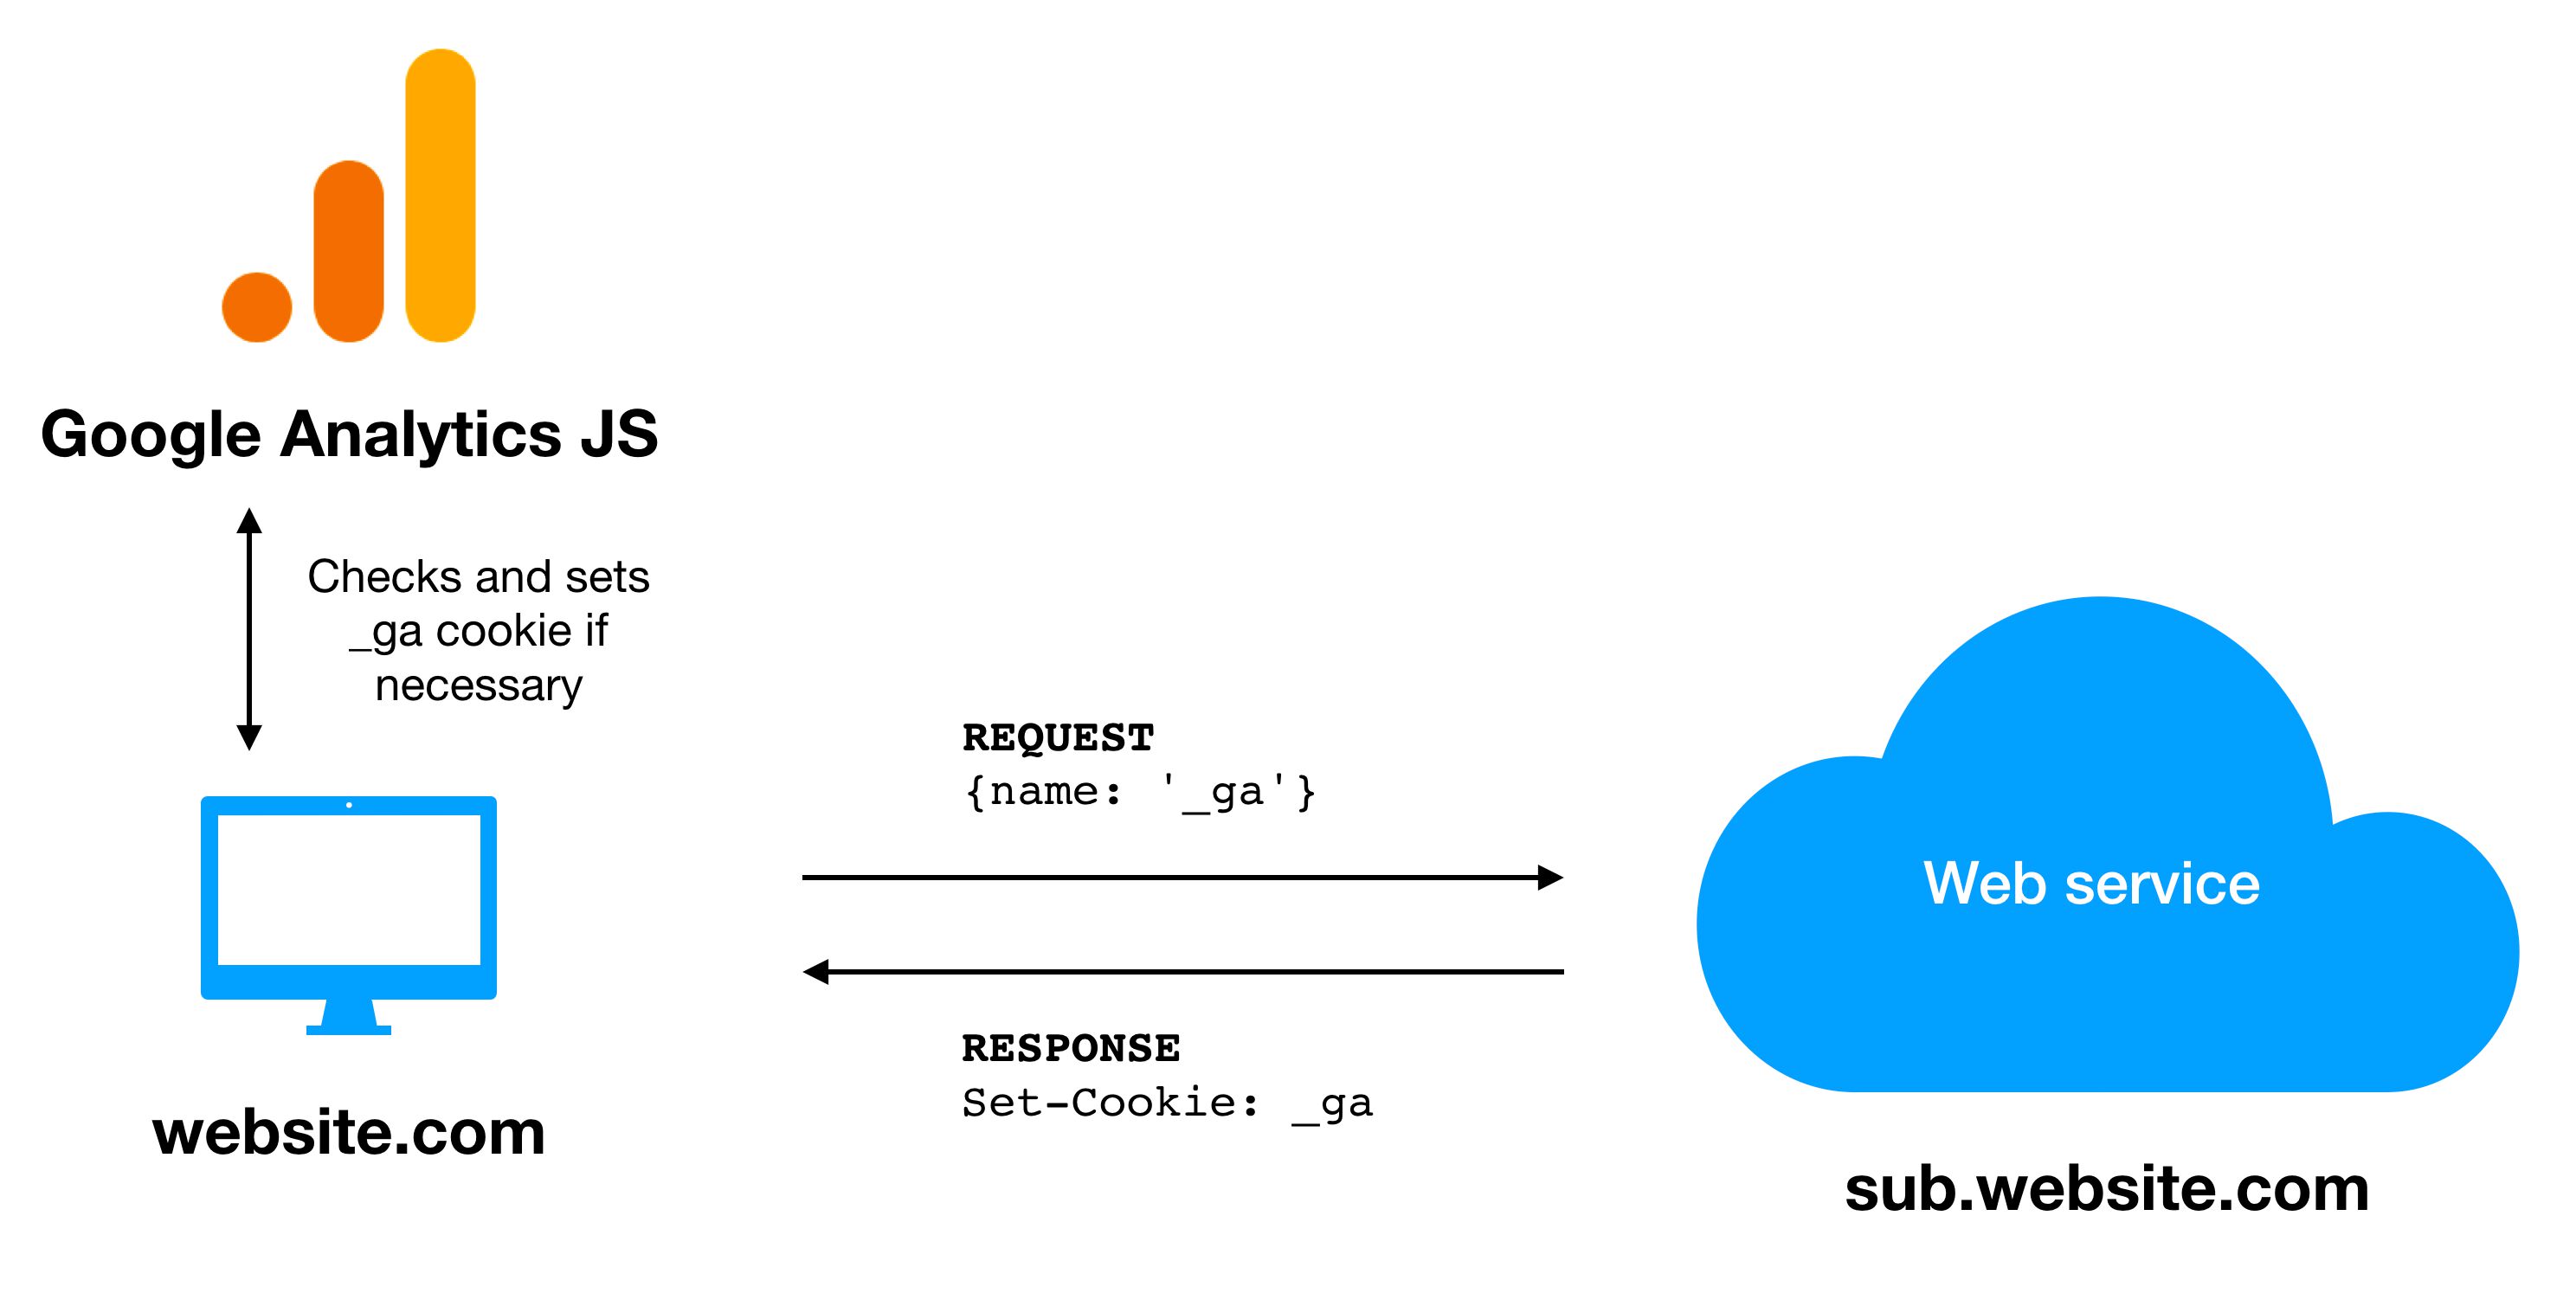 Google Analytics JS
Checks and sets
_ga cookie if
necessary
website.com
REQUEST
{name: '_ga'}
RESPONSE
Set-Cookie: _ga
Web service
sub.website.com